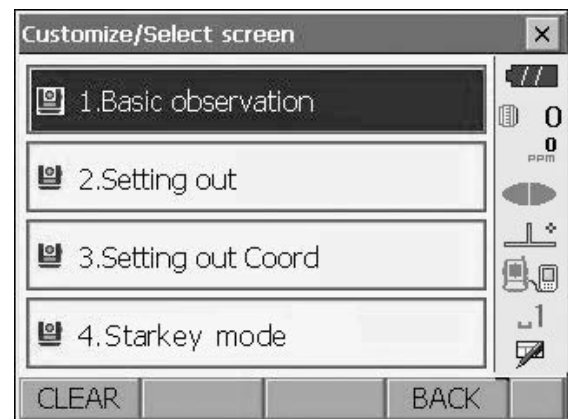 Customize/Select screen
1.Basic observation
0
0
PPM
2.Setting out
3.Setting out Coord
1
4.Starkey mode
CLEAR BACK